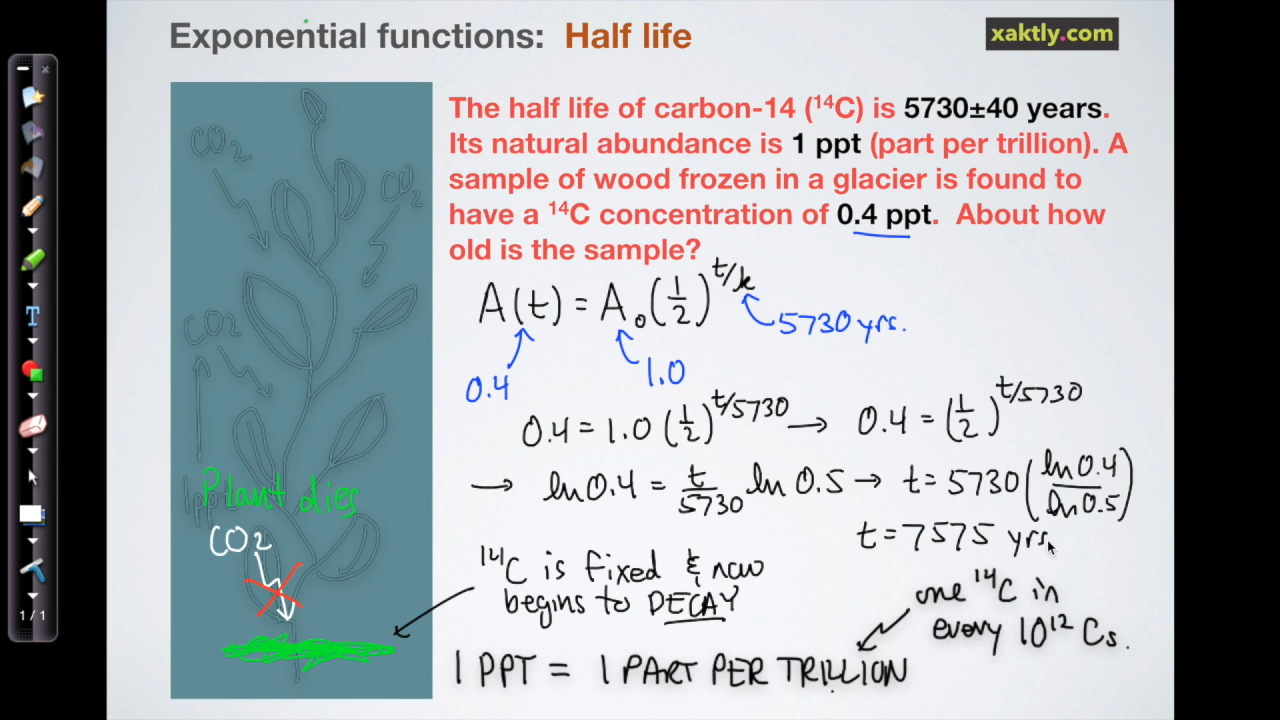 Exponential functions: Half life
xaktly.com
The half life of carbon-14 (¹⁴C) is 5730±40 years.
Its natural abundance is 1 ppt (part per trillion). A
sample of wood frozen in a glacier is found to
have a ¹⁴C concentration of 0.4 ppt. About how
old is the sample?
A(t) = A₀(1/2)^(t/k)
5730 yrs.
0.4
1.0
0.4 = 1.0 (1/2)^(t/5730) → 0.4 = (1/2)^(t/5730)
→ ln 0.4 = t/5730 ln 0.5 → t = 5730 (ln 0.4/ln 0.5)
t = 7575 yrs.
CO₂
CO₂
CO₂
1 ppt
Plant dies
CO₂
¹⁴C is fixed & now
begins to DECAY
one ¹⁴C in
every 10¹² Cs.
1 PPT = 1 PART PER TRILLION
T
1 / 1